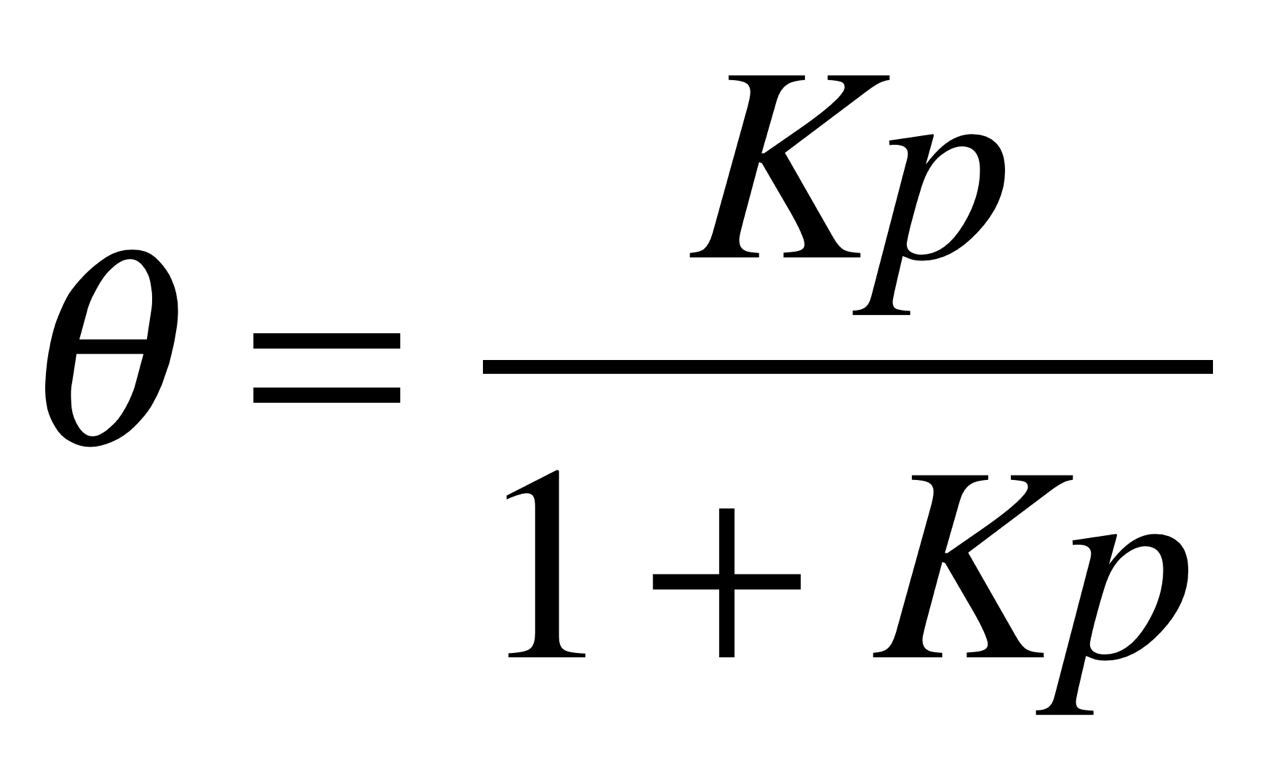 θ = Kp / 1 + Kp